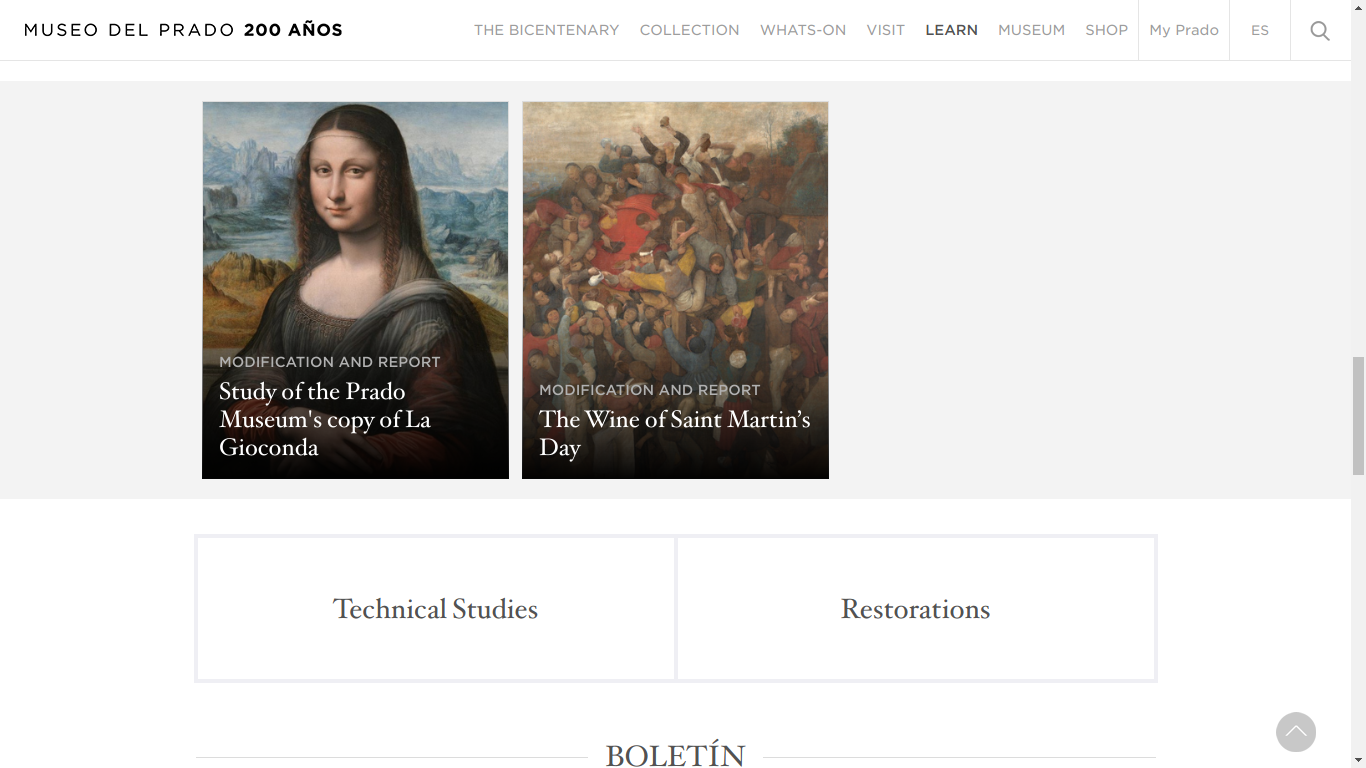 MUSEO DEL PRADO 200 AÑOS
THE BICENTENARY COLLECTION WHATS-ON VISIT LEARN MUSEUM SHOP My Prado ES
MODIFICATION AND REPORT
Study of the Prado
Museum's copy of La
Gioconda
MODIFICATION AND REPORT
The Wine of Saint Martin’s
Day
Technical Studies
Restorations
BOLETÍN